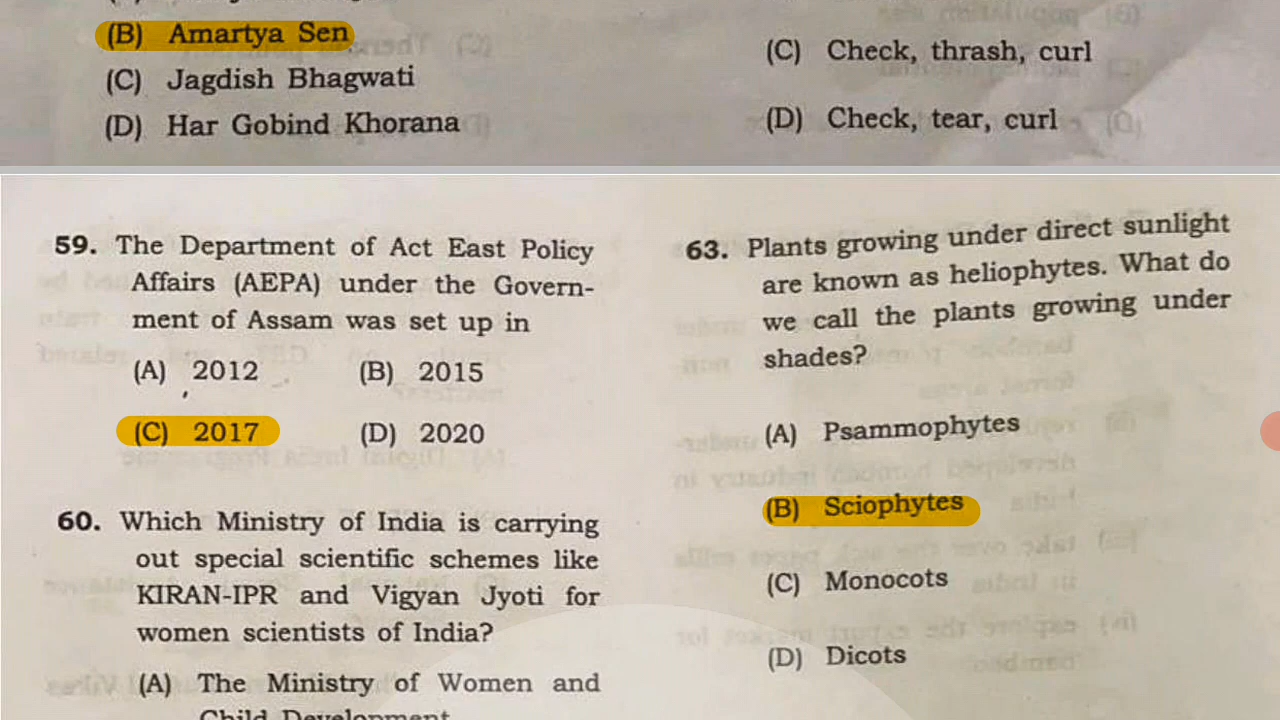 (B) Amartya Sen
(C) Jagdish Bhagwati
(D) Har Gobind Khorana
(C) Check, thrash, curl
(D) Check, tear, curl
59. The Department of Act East Policy
Affairs (AEPA) under the Govern-
ment of Assam was set up in
(A) 2012 (B) 2015
(C) 2017 (D) 2020
60. Which Ministry of India is carrying
out special scientific schemes like
KIRAN-IPR and Vigyan Jyoti for
women scientists of India?
(A) The Ministry of Women and
Child Development
63. Plants growing under direct sunlight
are known as heliophytes. What do
we call the plants growing under
shades?
(A) Psammophytes
(B) Sciophytes
(C) Monocots
(D) Dicots